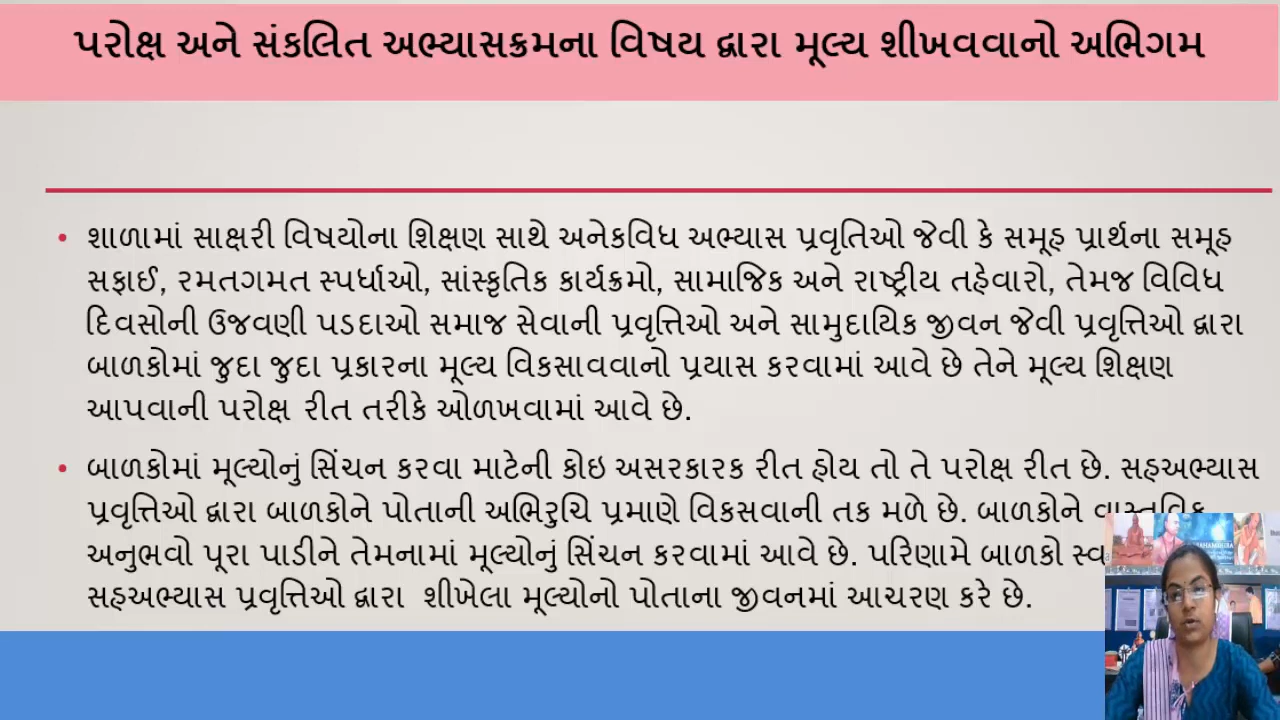 પરોક્ષ અને સંકલિત અભ્યાસક્રમના વિષય દ્વારા મૂલ્ય શીખવવાનો અભિગમ
• શાળામાં સાક્ષરી વિષયોના શિક્ષણ સાથે અનેકવિધ અભ્યાસ પ્રવૃતિઓ જેવી કે સમૂહ પ્રાર્થના સમૂહ
સફાઈ, રમતગમત સ્પર્ધાઓ, સાંસ્કૃતિક કાર્યક્રમો, સામાજિક અને રાષ્ટ્રીય તહેવારો, તેમજ વિવિધ
દિવસોની ઉજવણી પડદાઓ સમાજ સેવાની પ્રવૃત્તિઓ અને સામુદાયિક જીવન જેવી પ્રવૃત્તિઓ દ્વારા
બાળકોમાં જુદા જુદા પ્રકારના મૂલ્ય વિકસાવવાનો પ્રયાસ કરવામાં આવે છે તેને મૂલ્ય શિક્ષણ
આપવાની પરોક્ષ રીત તરીકે ઓળખવામાં આવે છે.
• બાળકોમાં મૂલ્યોનું સિંચન કરવા માટેની કોઇ અસરકારક રીત હોય તો તે પરોક્ષ રીત છે. સહઅભ્યાસ
પ્રવૃત્તિઓ દ્વારા બાળકોને પોતાની અભિરુચિ પ્રમાણે વિકસવાની તક મળે છે. બાળકોને વાસ્તવિક
અનુભવો પૂરા પાડીને તેમનામાં મૂલ્યોનું સિંચન કરવામાં આવે છે. પરિણામે બાળકો
સહઅભ્યાસ પ્રવૃત્તિઓ દ્વારા શીખેલા મૂલ્યોનો પોતાના જીવનમાં આચરણ કરે છે.